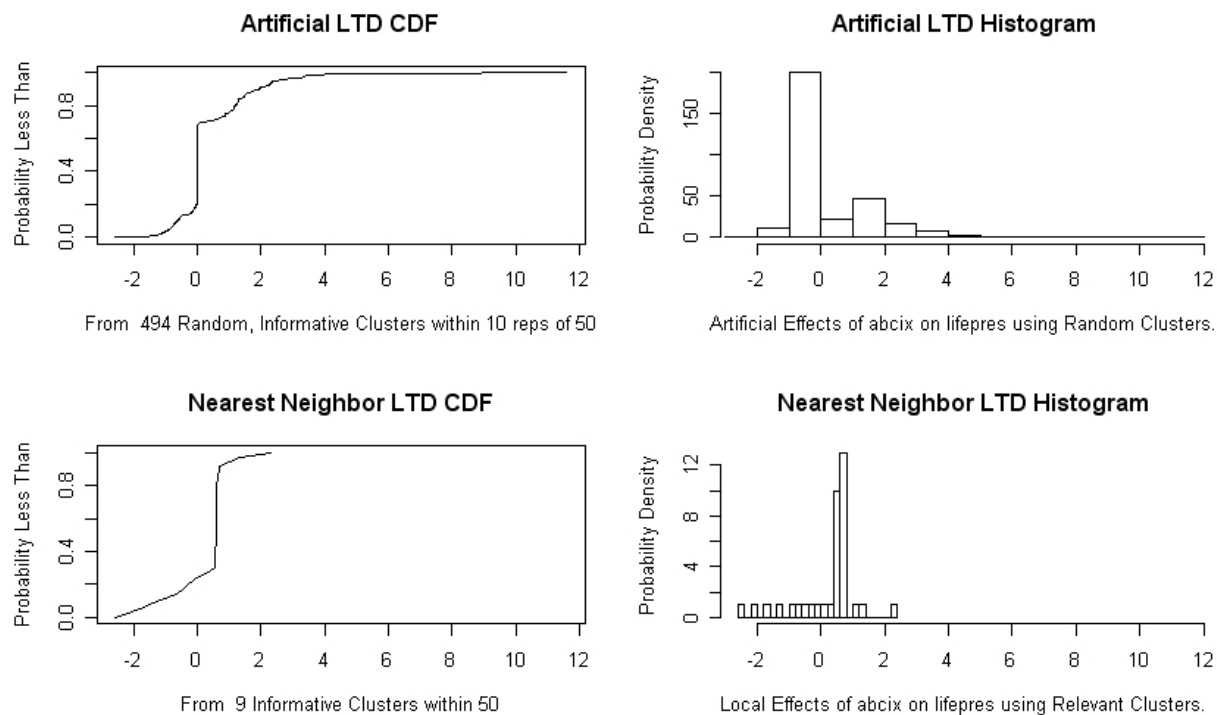 Artificial LTD CDF
Probability Less Than
0.0 0.4 0.8
-2 0 2 4 6 8 10 12
From 494 Random, Informative Clusters within 10 reps of 50
Artificial LTD Histogram
Probability Density
0 50 150
-2 0 2 4 6 8 10 12
Artificial Effects of abcix on lifepres using Random Clusters.
Nearest Neighbor LTD CDF
Probability Less Than
0.0 0.4 0.8
-2 0 2 4 6 8 10 12
From 9 Informative Clusters within 50
Nearest Neighbor LTD Histogram
Probability Density
0 4 8 12
-2 0 2 4 6 8 10 12
Local Effects of abcix on lifepres using Relevant Clusters.